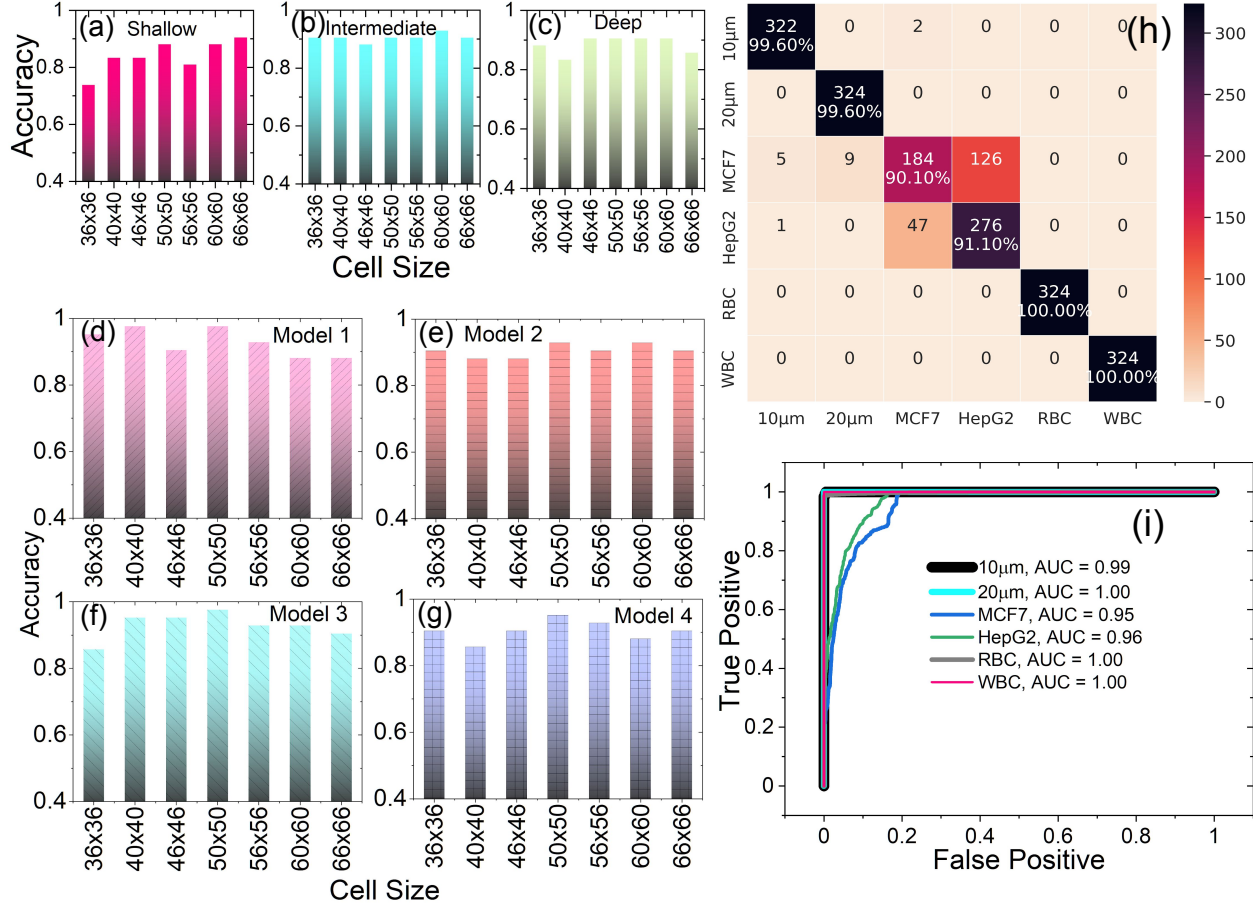 (a) Shallow
Accuracy
1
0.8
0.6
0.4
36x36 40x40 46x46 50x50 56x56 60x60 66x66
(b) Intermediate
1
0.8
0.6
0.4
36x36 40x40 46x46 50x50 56x56 60x60 66x66
(c) Deep
1
0.8
0.6
0.4
36x36 40x40 46x46 50x50 56x56 60x60 66x66
Cell Size
(d) Model 1
1
0.8
0.6
0.4
36x36 40x40 46x46 50x50 56x56 60x60 66x66
(e) Model 2
1
0.8
0.6
0.4
36x36 40x40 46x46 50x50 56x56 60x60 66x66
Accuracy
(f) Model 3
1
0.8
0.6
0.4
36x36 40x40 46x46 50x50 56x56 60x60 66x66
(g) Model 4
1
0.8
0.6
0.4
36x36 40x40 46x46 50x50 56x56 60x60 66x66
Cell Size
(h)
10μm 322 0 2 0 0 0
99.60%
20μm 0 324 0 0 0 0
99.60%
MCF7 5 9 184 126 0 0
90.10%
HepG2 1 0 47 276 0 0
91.10%
RBC 0 0 0 0 324 0
100.00%
WBC 0 0 0 0 0 324
100.00%
10μm 20μm MCF7 HepG2 RBC WBC
300
250
200
150
100
50
0
(i)
True Positive
1
0.8
0.6
0.4
0.2
0
10μm, AUC = 0.99
20μm, AUC = 1.00
MCF7, AUC = 0.95
HepG2, AUC = 0.96
RBC, AUC = 1.00
WBC, AUC = 1.00
0 0.2 0.4 0.6 0.8 1
False Positive